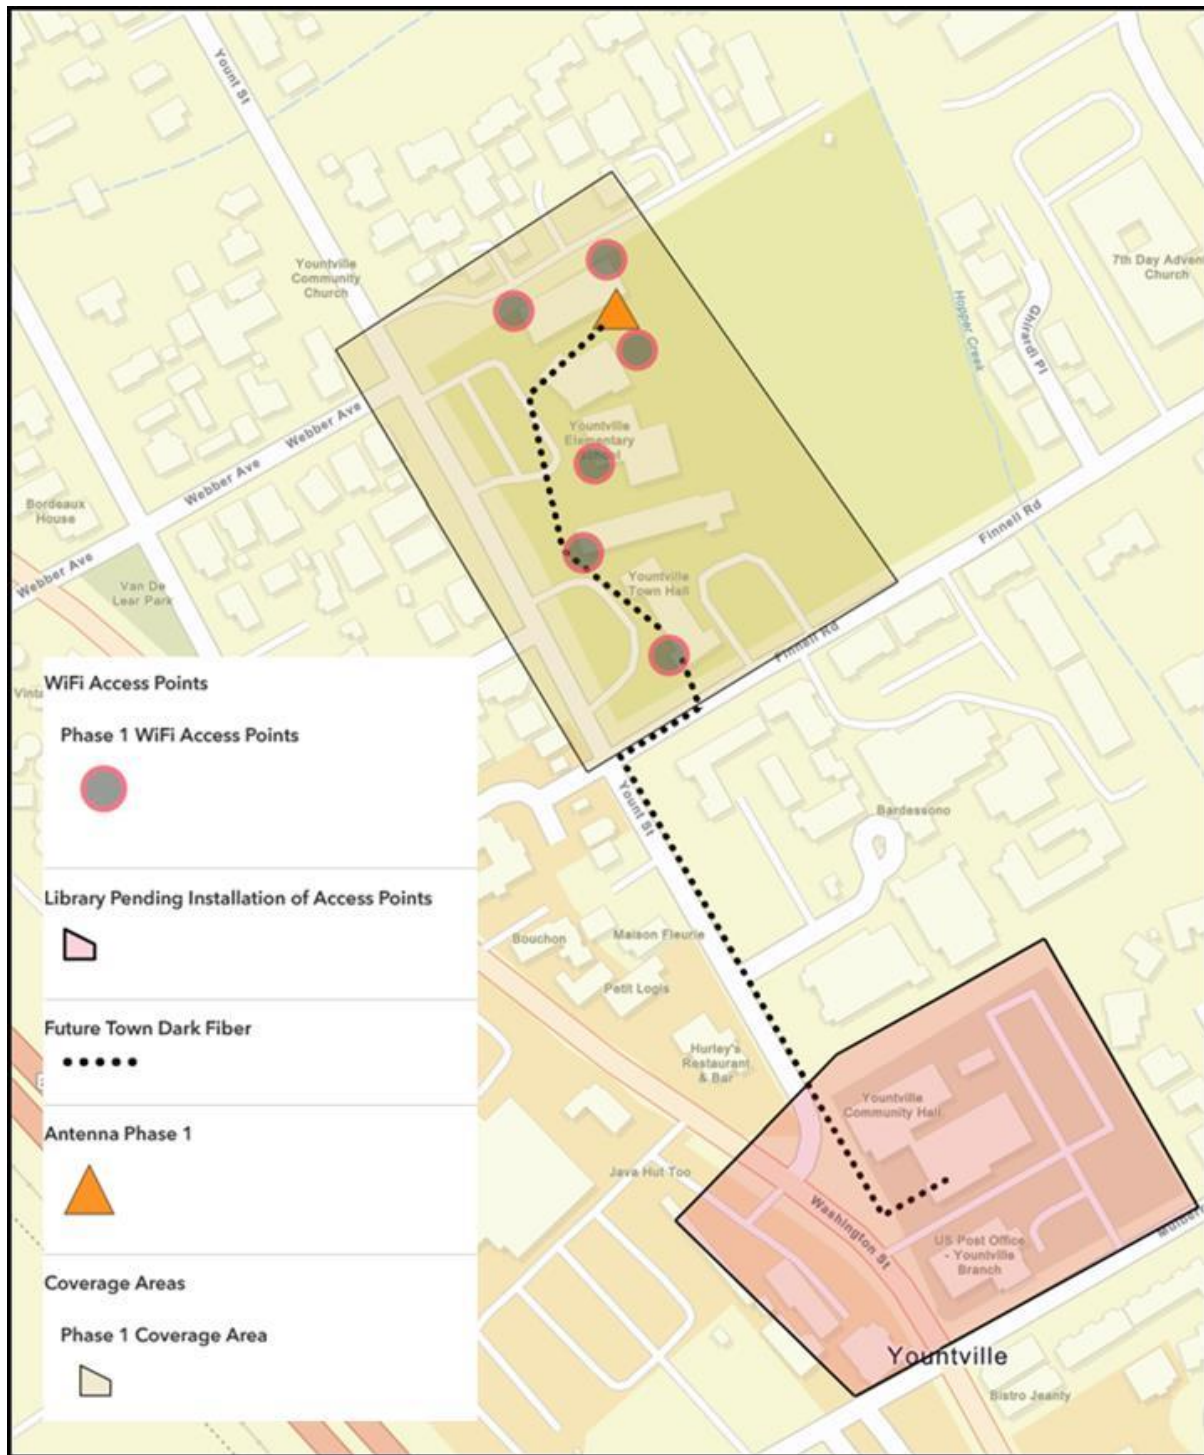 Yount St
Yountville
Community
Church
7th Day Advent
Church
Hopper Creek
Ghirardi Pl
Webber Ave
Webber Ave
Webber Ave
Bordeaux
House
Van De
Lear Park
Yountville
Elementary
School
Finnell Rd
Yountville
Town Hall
Finnell Rd
WiFi Access Points
Phase 1 WiFi Access Points
Library Pending Installation of Access Points
Future Town Dark Fiber
Antenna Phase 1
Coverage Areas
Phase 1 Coverage Area
Yount St
Bardessono
Bouchon
Maison Fleurie
Petit Logis
Hurley's
Restaurant
& Bar
Yountville
Community Hall
Java Hut Too
Washington St
US Post Office
- Yountville
Branch
Yountville
Bistro Jeanty